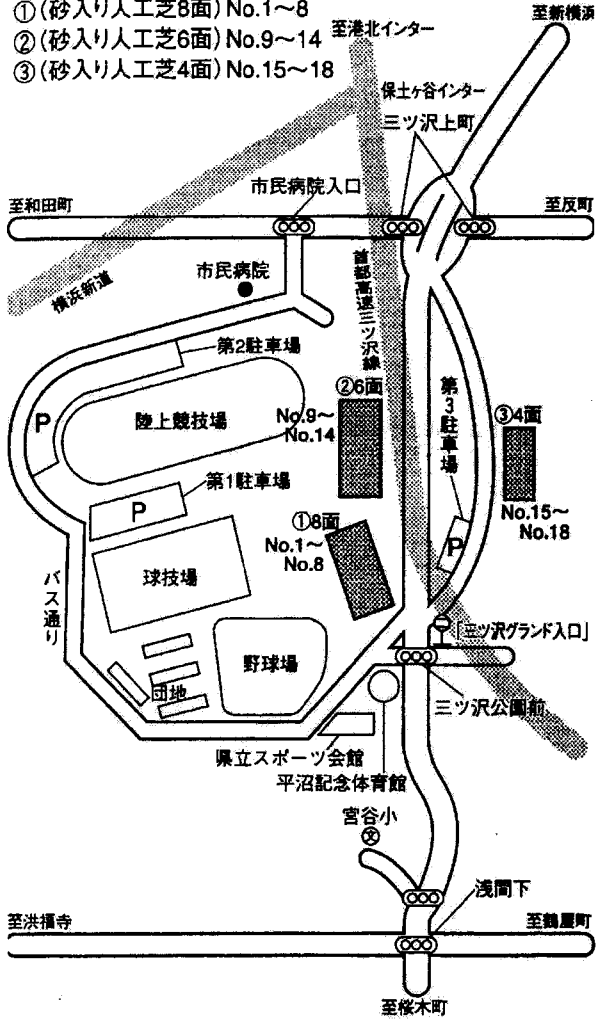 ①(砂入り人工芝8面)No.1〜8
②(砂入り人工芝6面)No.9〜14
③(砂入り人工芝4面)No.15〜18
至港北インター
至新横浜
保土ヶ谷インター
三ツ沢上町
市民病院入口
至和田町
至反町
市民病院
横浜新道
首都高速三ツ沢線
第2駐車場
②6面
No.9〜
No.14
P
陸上競技場
第3駐車場
③4面
第1駐車場
P
No.15〜
No.18
①8面
No.1〜
No.8
P
球技場
バス通り
「三ツ沢グランド入口」
野球場
団地
三ツ沢公園前
県立スポーツ会館
平沼記念体育館
宮谷小
文
浅間下
至洪福寺
至鶴屋町
至桜木町